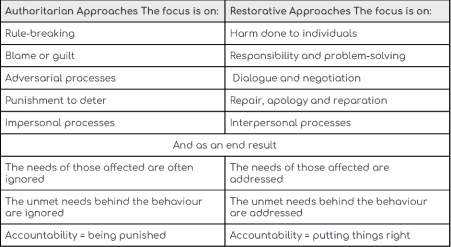 Authoritarian Approaches The focus is on:
Restorative Approaches The focus is on:
Rule-breaking
Harm done to individuals
Blame or guilt
Responsibility and problem-solving
Adversarial processes
Dialogue and negotiation
Punishment to deter
Repair, apology and reparation
Impersonal processes
Interpersonal processes
And as an end result
The needs of those affected are often
ignored
The needs of those affected are
addressed
The unmet needs behind the behaviour
are ignored
The unmet needs behind the behaviour
are addressed
Accountability = being punished
Accountability = putting things right